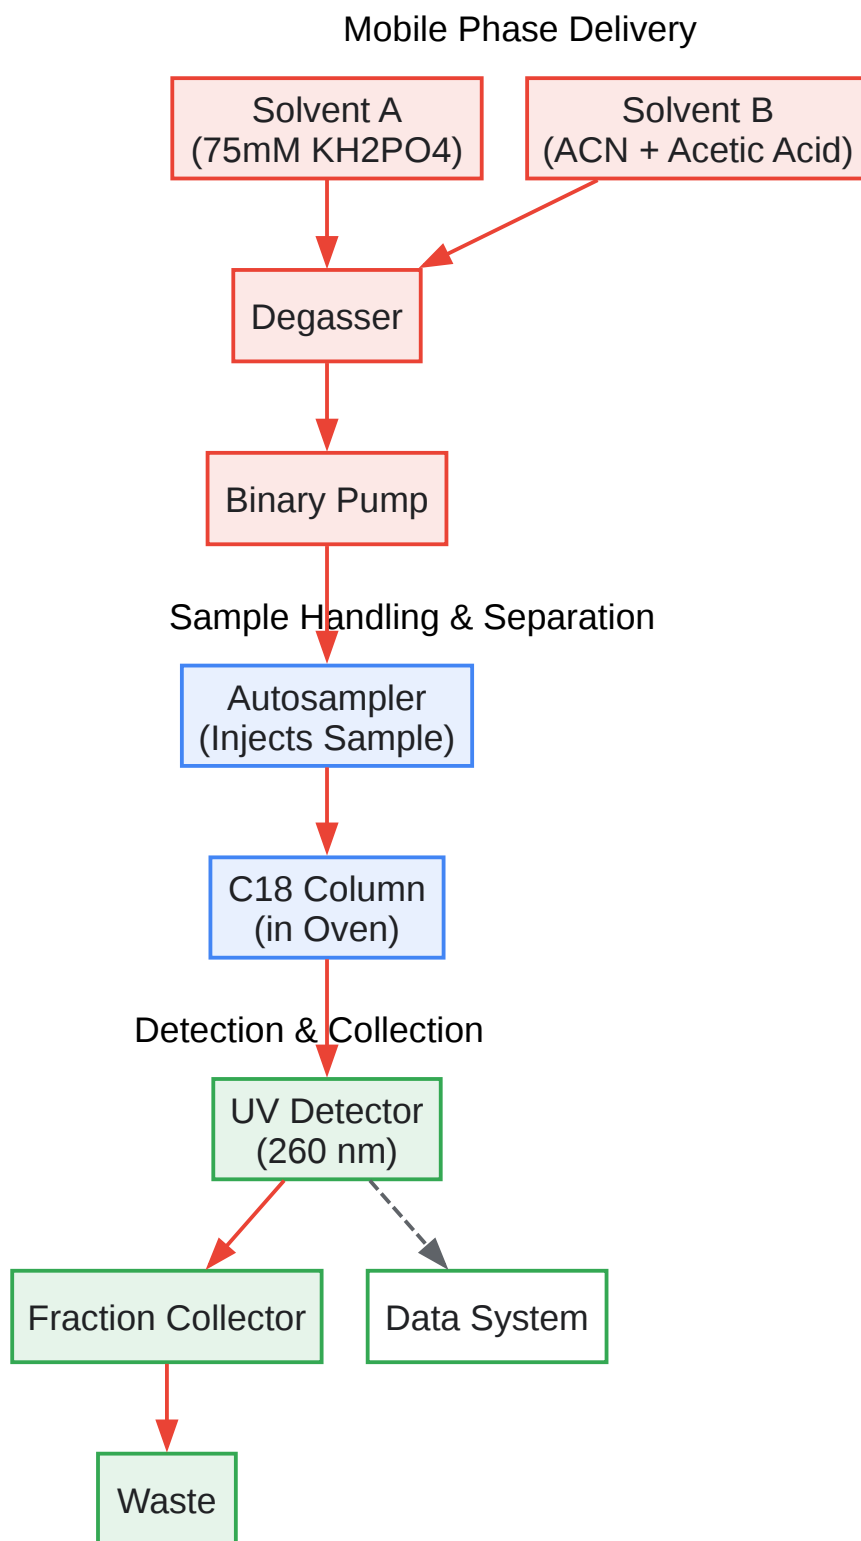 Mobile Phase Delivery
Solvent A
(75mM KH2PO4)
Solvent B
(ACN + Acetic Acid)
Degasser
Binary Pump
Sample Handling & Separation
Autosampler
(Injects Sample)
C18 Column
(in Oven)
Detection & Collection
UV Detector
(260 nm)
Fraction Collector
Data System
Waste